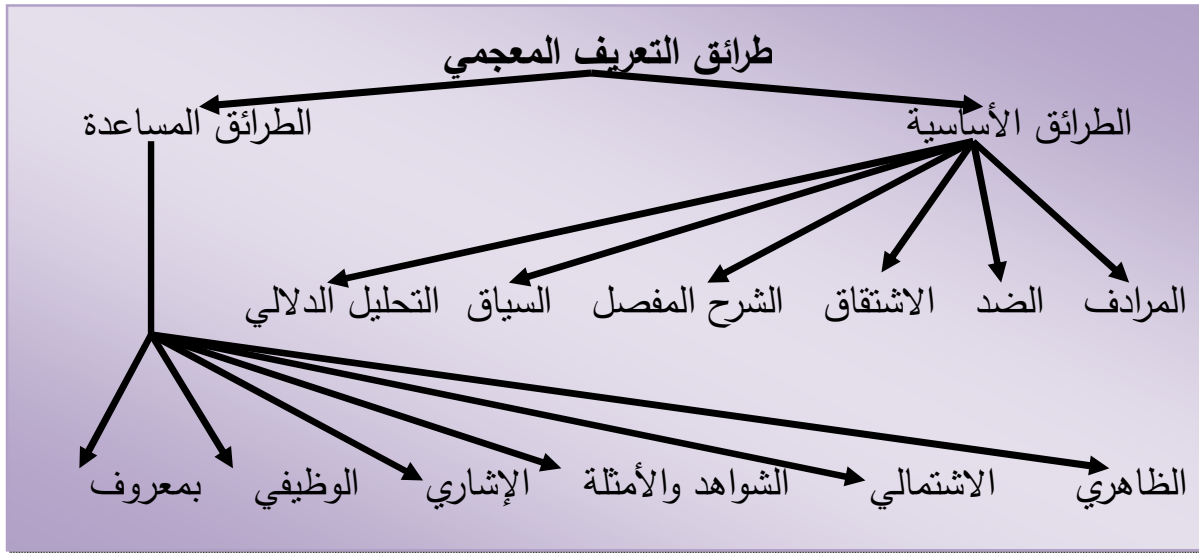 طرائق التعريف المعجمي
الطرائق الأساسية الطرائق المساعدة
المرادف الضد الاشتقاق الشرح المفصل السياق التحليل الدلالي
الظاهري الاشتمالي الشواهد والأمثلة الإشاري الوظيفي بمعروف